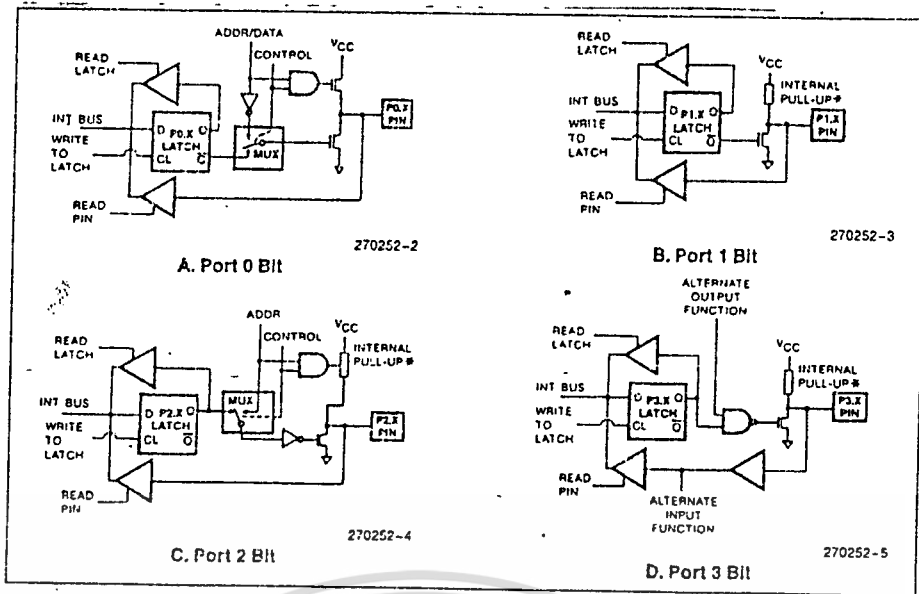 ADDR/DATA
CONTROL
VCC
READ
LATCH
INT BUS
WRITE
TO
LATCH
D P0.X Q
LATCH
CL Q
MUX
P0.X
PIN
READ
PIN
270252-2
A. Port 0 Bit
READ
LATCH
VCC
INTERNAL
PULL-UP*
INT BUS
WRITE
TO
LATCH
D P1.X Q
LATCH
CL Q
P1.X
PIN
READ
PIN
270252-3
B. Port 1 Bit
ADDR
CONTROL
VCC
INTERNAL
PULL-UP*
READ
LATCH
MUX
INT BUS
WRITE
TO
LATCH
D P2.X Q
LATCH
CL Q
P2.X
PIN
READ
PIN
270252-4
C. Port 2 Bit
ALTERNATE
OUTPUT
FUNCTION
READ
LATCH
VCC
INTERNAL
PULL-UP*
INT BUS
WRITE
TO
LATCH
D P3.X Q
LATCH
CL Q
P3.X
PIN
READ
PIN
ALTERNATE
INPUT
FUNCTION
270252-5
D. Port 3 Bit